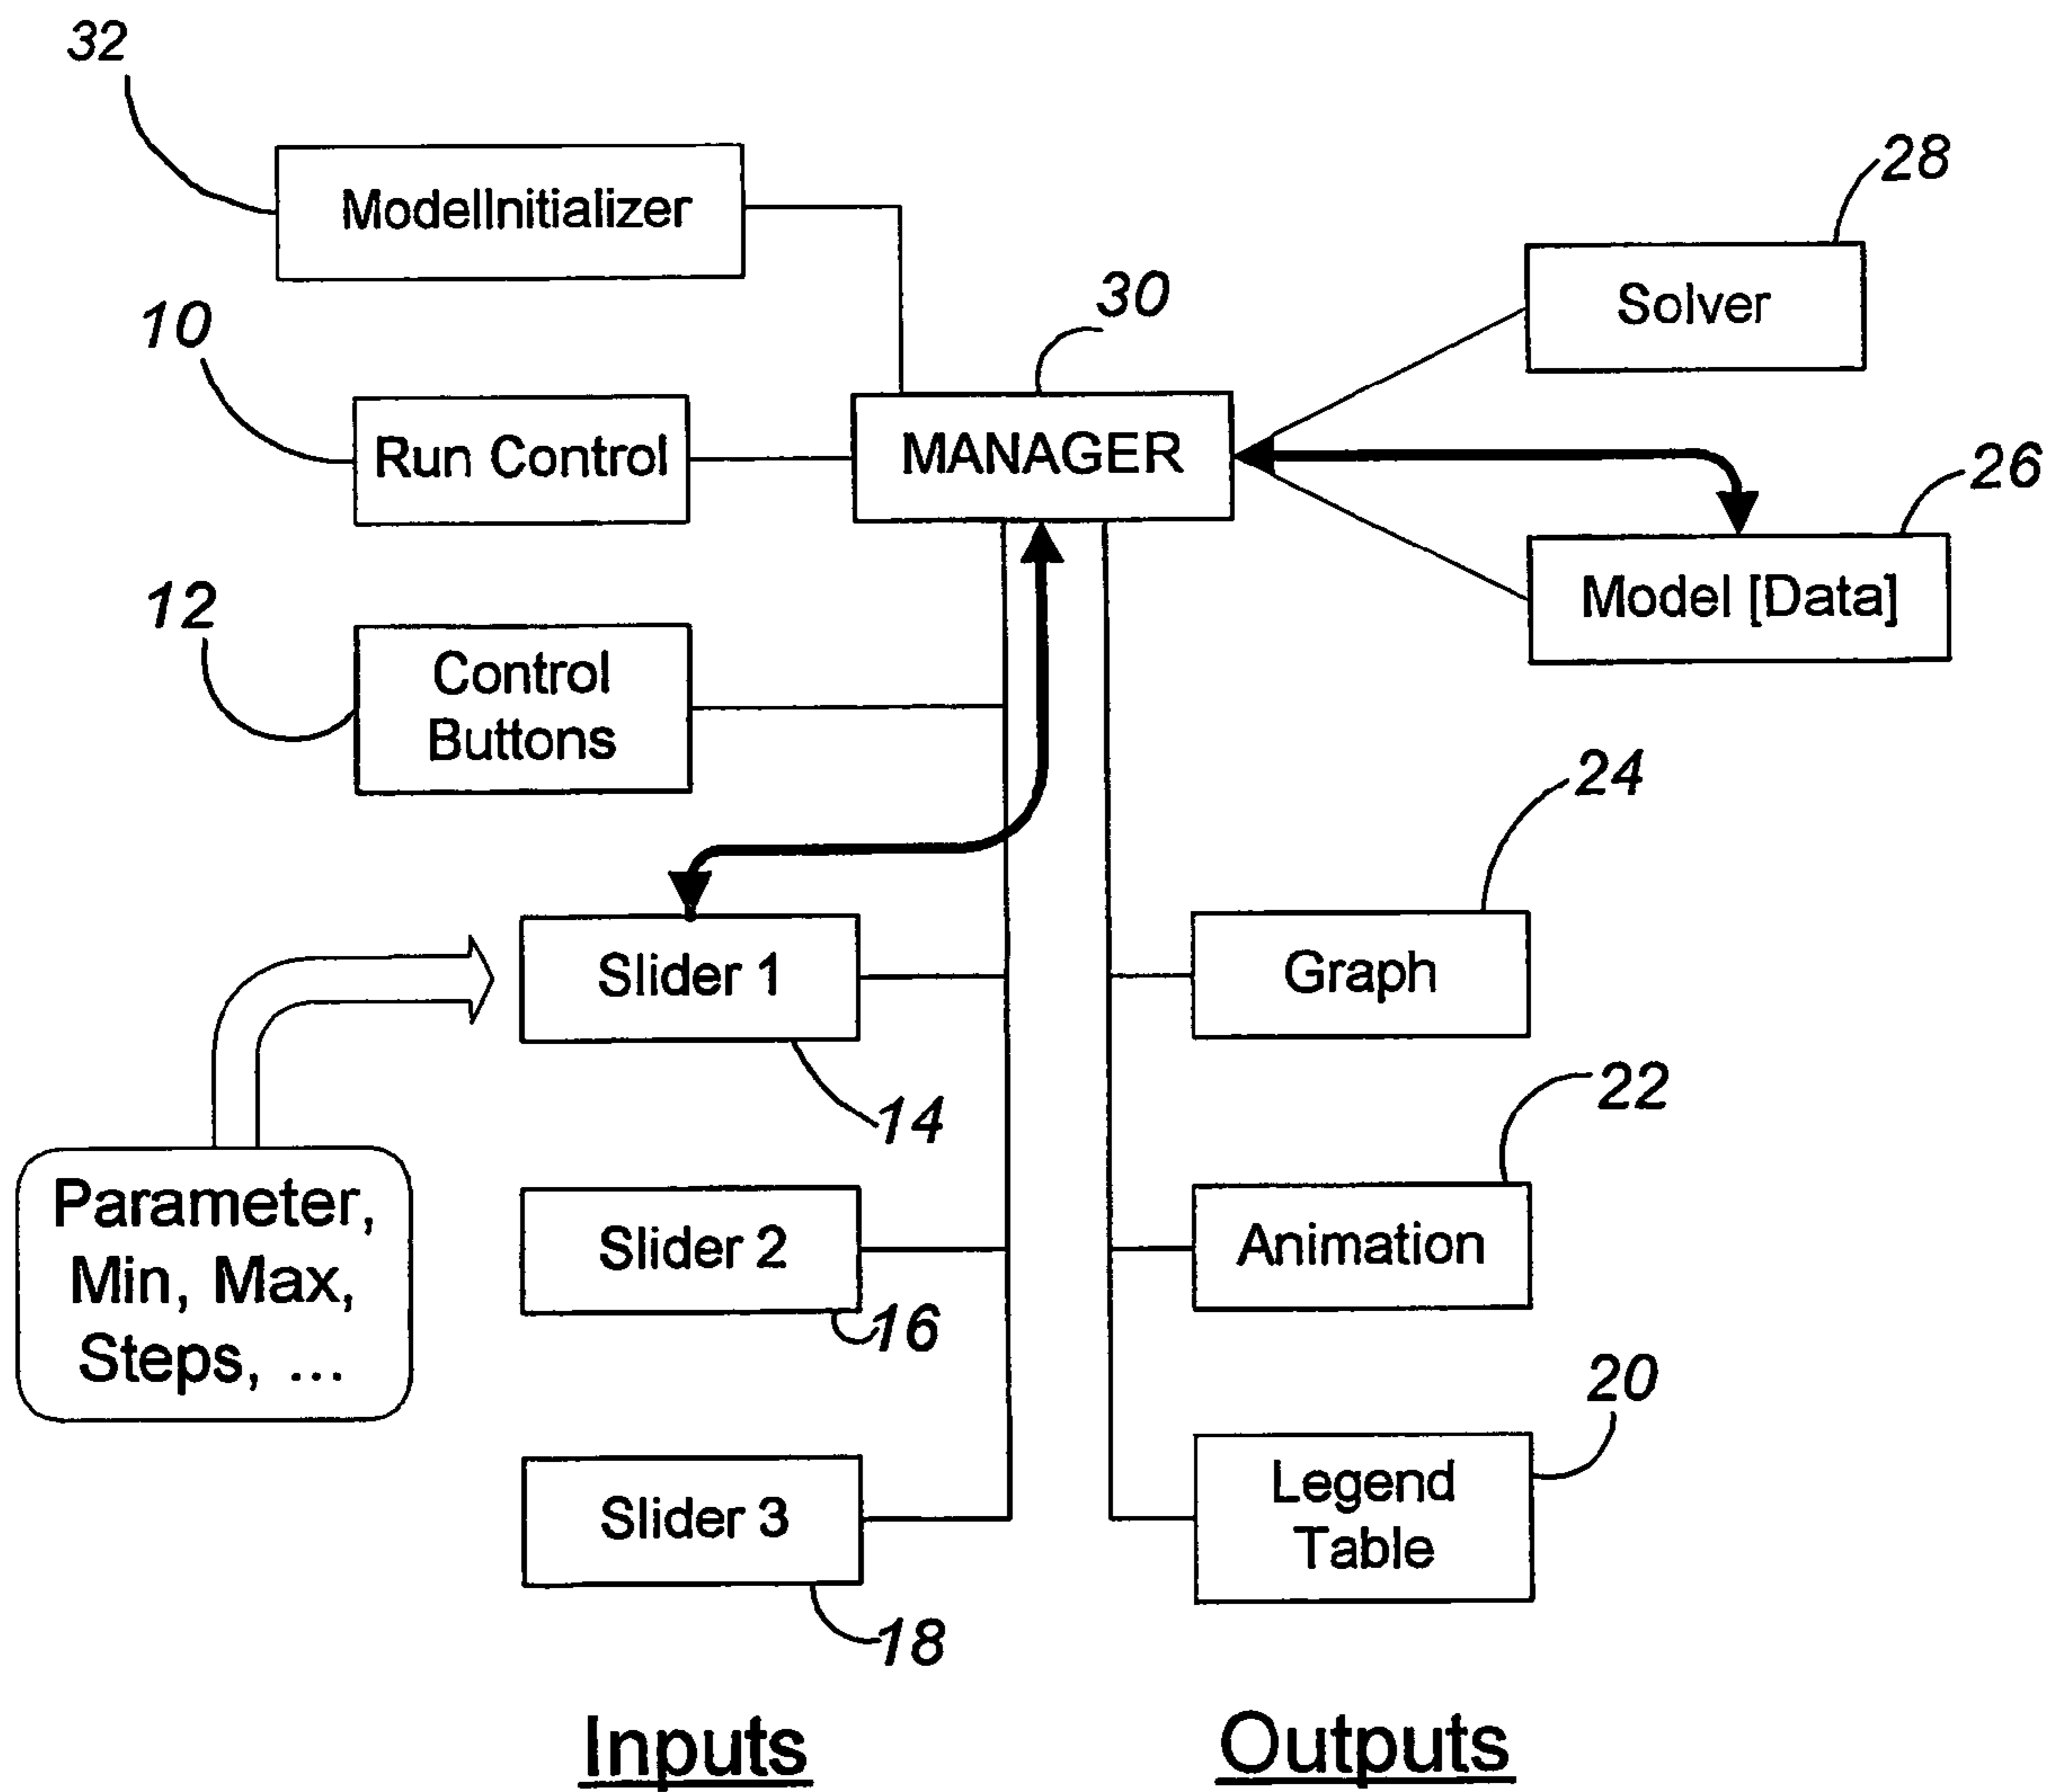 32
ModelInitializer
28
Solver
30
10
Run Control
MANAGER
26
Model [Data]
12
Control
Buttons
24
Slider 1
Graph
14
22
Parameter,
Min, Max,
Steps, ...
Slider 2
Animation
16
20
Slider 3
Legend
Table
18
Inputs
Outputs